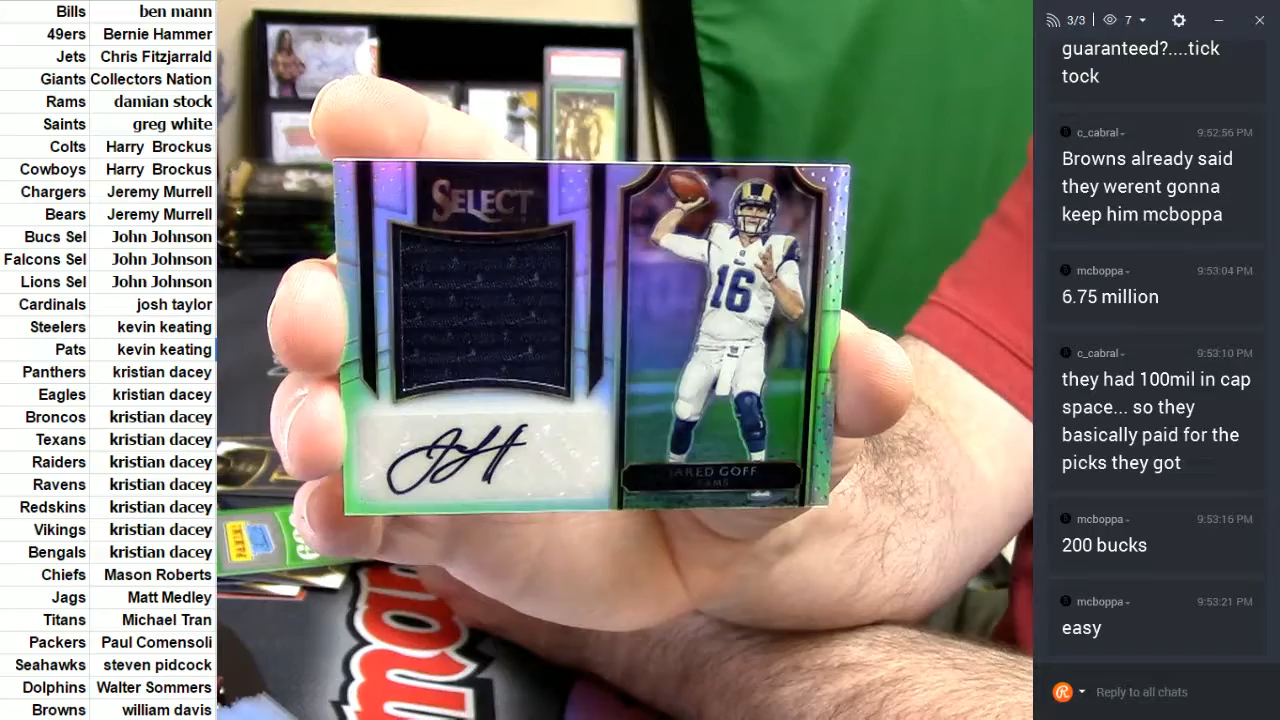 Bills ben mann
49ers Bernie Hammer
Jets Chris Fitzjarrald
Giants Collectors Nation
Rams damian stock
Saints greg white
Colts Harry Brockus
Cowboys Harry Brockus
Chargers Jeremy Murrell
Bears Jeremy Murrell
Bucs Sel John Johnson
Falcons Sel John Johnson
Lions Sel John Johnson
Cardinals josh taylor
Steelers kevin keating
Pats kevin keating
Panthers kristian dacey
Eagles kristian dacey
Broncos kristian dacey
Texans kristian dacey
Raiders kristian dacey
Ravens kristian dacey
Redskins kristian dacey
Vikings kristian dacey
Bengals kristian dacey
Chiefs Mason Roberts
Jags Matt Medley
Titans Michael Tran
Packers Paul Comensoli
Seahawks steven pidcock
Dolphins Walter Sommers
Browns william davis
SELECT
16
JARED GOFF
RAMS
3/3
7
guaranteed?....tick
tock
c_cabral 9:52:56 PM
Browns already said
they werent gonna
keep him mcboppa
mcboppa 9:53:04 PM
6.75 million
c_cabral 9:53:10 PM
they had 100mil in cap
space... so they
basically paid for the
picks they got
mcboppa 9:53:16 PM
200 bucks
mcboppa 9:53:21 PM
easy
Reply to all chats